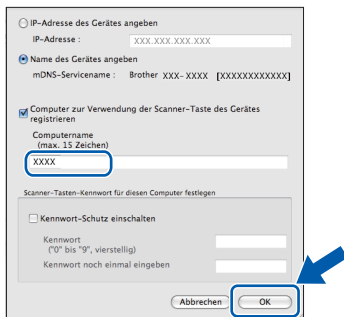 IP-Adresse des Gerätes angeben
IP-Adresse : XXX.XXX.XXX.XXX
Name des Gerätes angeben
mDNS-Servicename : Brother XXX-XXXX [XXXXXXXXXXXX]
Computer zur Verwendung der Scanner-Taste des Gerätes
registrieren
Computername
(max. 15 Zeichen)
XXXX
Scanner-Tasten-Kennwort für diesen Computer festlegen
Kennwort-Schutz einschalten
Kennwort
("0" bis "9", vierstellig)
Kennwort noch einmal eingeben
Abbrechen OK